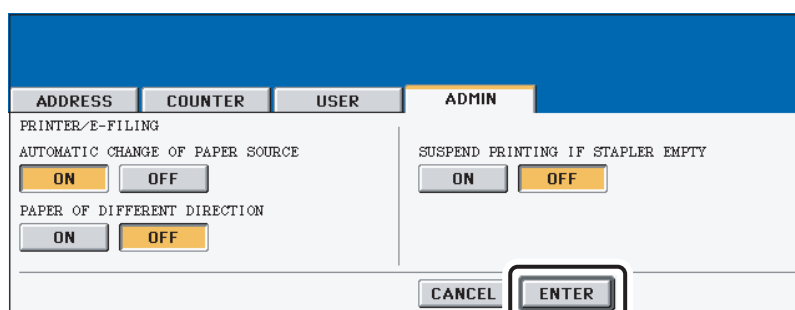 ADDRESS COUNTER USER ADMIN
PRINTER/E-FILING
AUTOMATIC CHANGE OF PAPER SOURCE
ON OFF
PAPER OF DIFFERENT DIRECTION
ON OFF
SUSPEND PRINTING IF STAPLER EMPTY
ON OFF
CANCEL ENTER